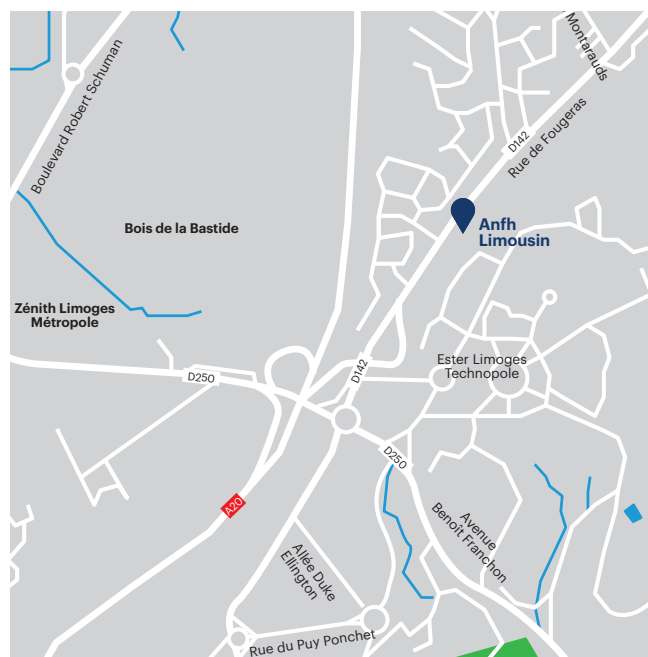 Montarauds
Boulevard Robert Schuman
D142
Rue de Fougeras
Bois de la Bastide
Anfh
Limousin
Zénith Limoges
Métropole
Ester Limoges
Technopole
D250
D142
D250
A20
Avenue
Benoît Franchon
Allée Duke
Ellington
Rue du Puy Ponchet